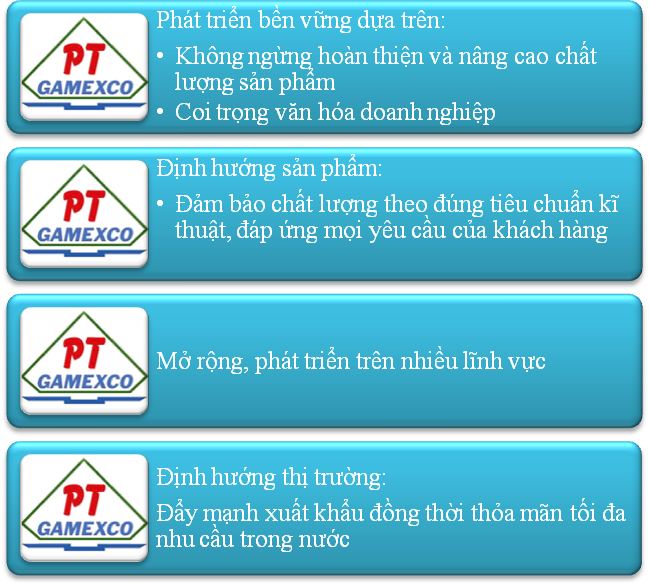 PT
GAMEXCO
Phát triển bền vững dựa trên:
• Không ngừng hoàn thiện và nâng cao chất
lượng sản phẩm
• Coi trọng văn hóa doanh nghiệp
PT
GAMEXCO
Định hướng sản phẩm:
• Đảm bảo chất lượng theo đúng tiêu chuẩn kĩ
thuật, đáp ứng mọi yêu cầu của khách hàng
PT
GAMEXCO
Mở rộng, phát triển trên nhiều lĩnh vực
PT
GAMEXCO
Định hướng thị trường:
Đẩy mạnh xuất khẩu đồng thời thỏa mãn tối đa
nhu cầu trong nước